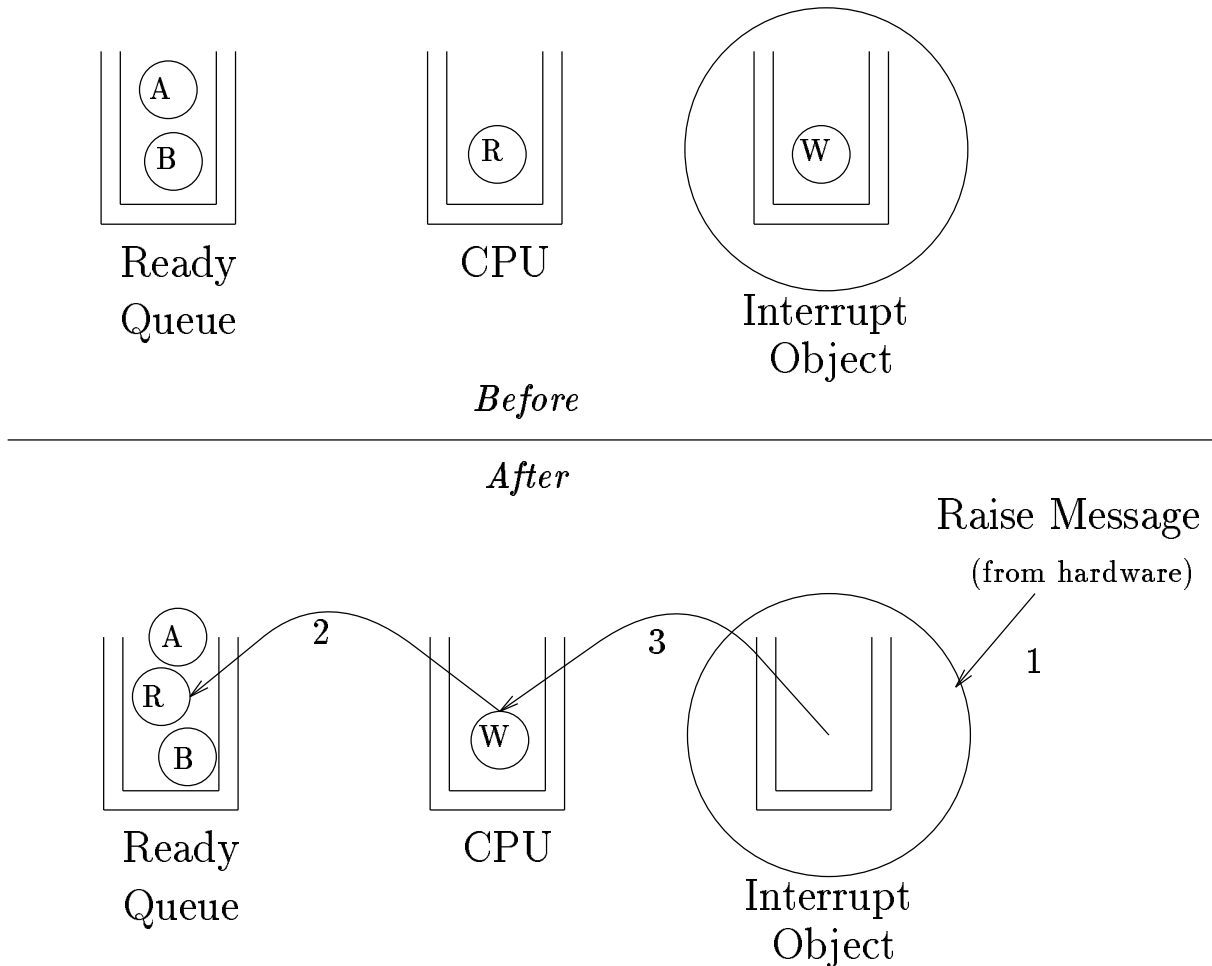 A
B
R
W
Ready
Queue
CPU
Interrupt
Object
Before
After
Raise Message
(from hardware)
1
2
3
A
R
B
W
Ready
Queue
CPU
Interrupt
Object